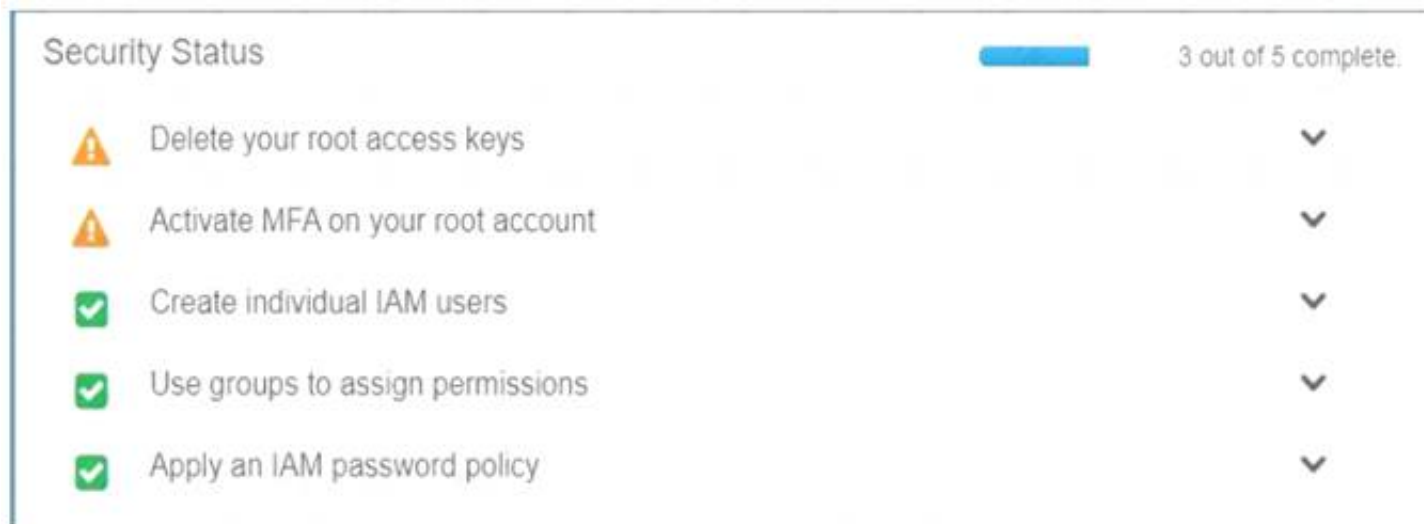 Security Status
3 out of 5 complete.
Delete your root access keys
Activate MFA on your root account
Create individual IAM users
Use groups to assign permissions
Apply an IAM password policy